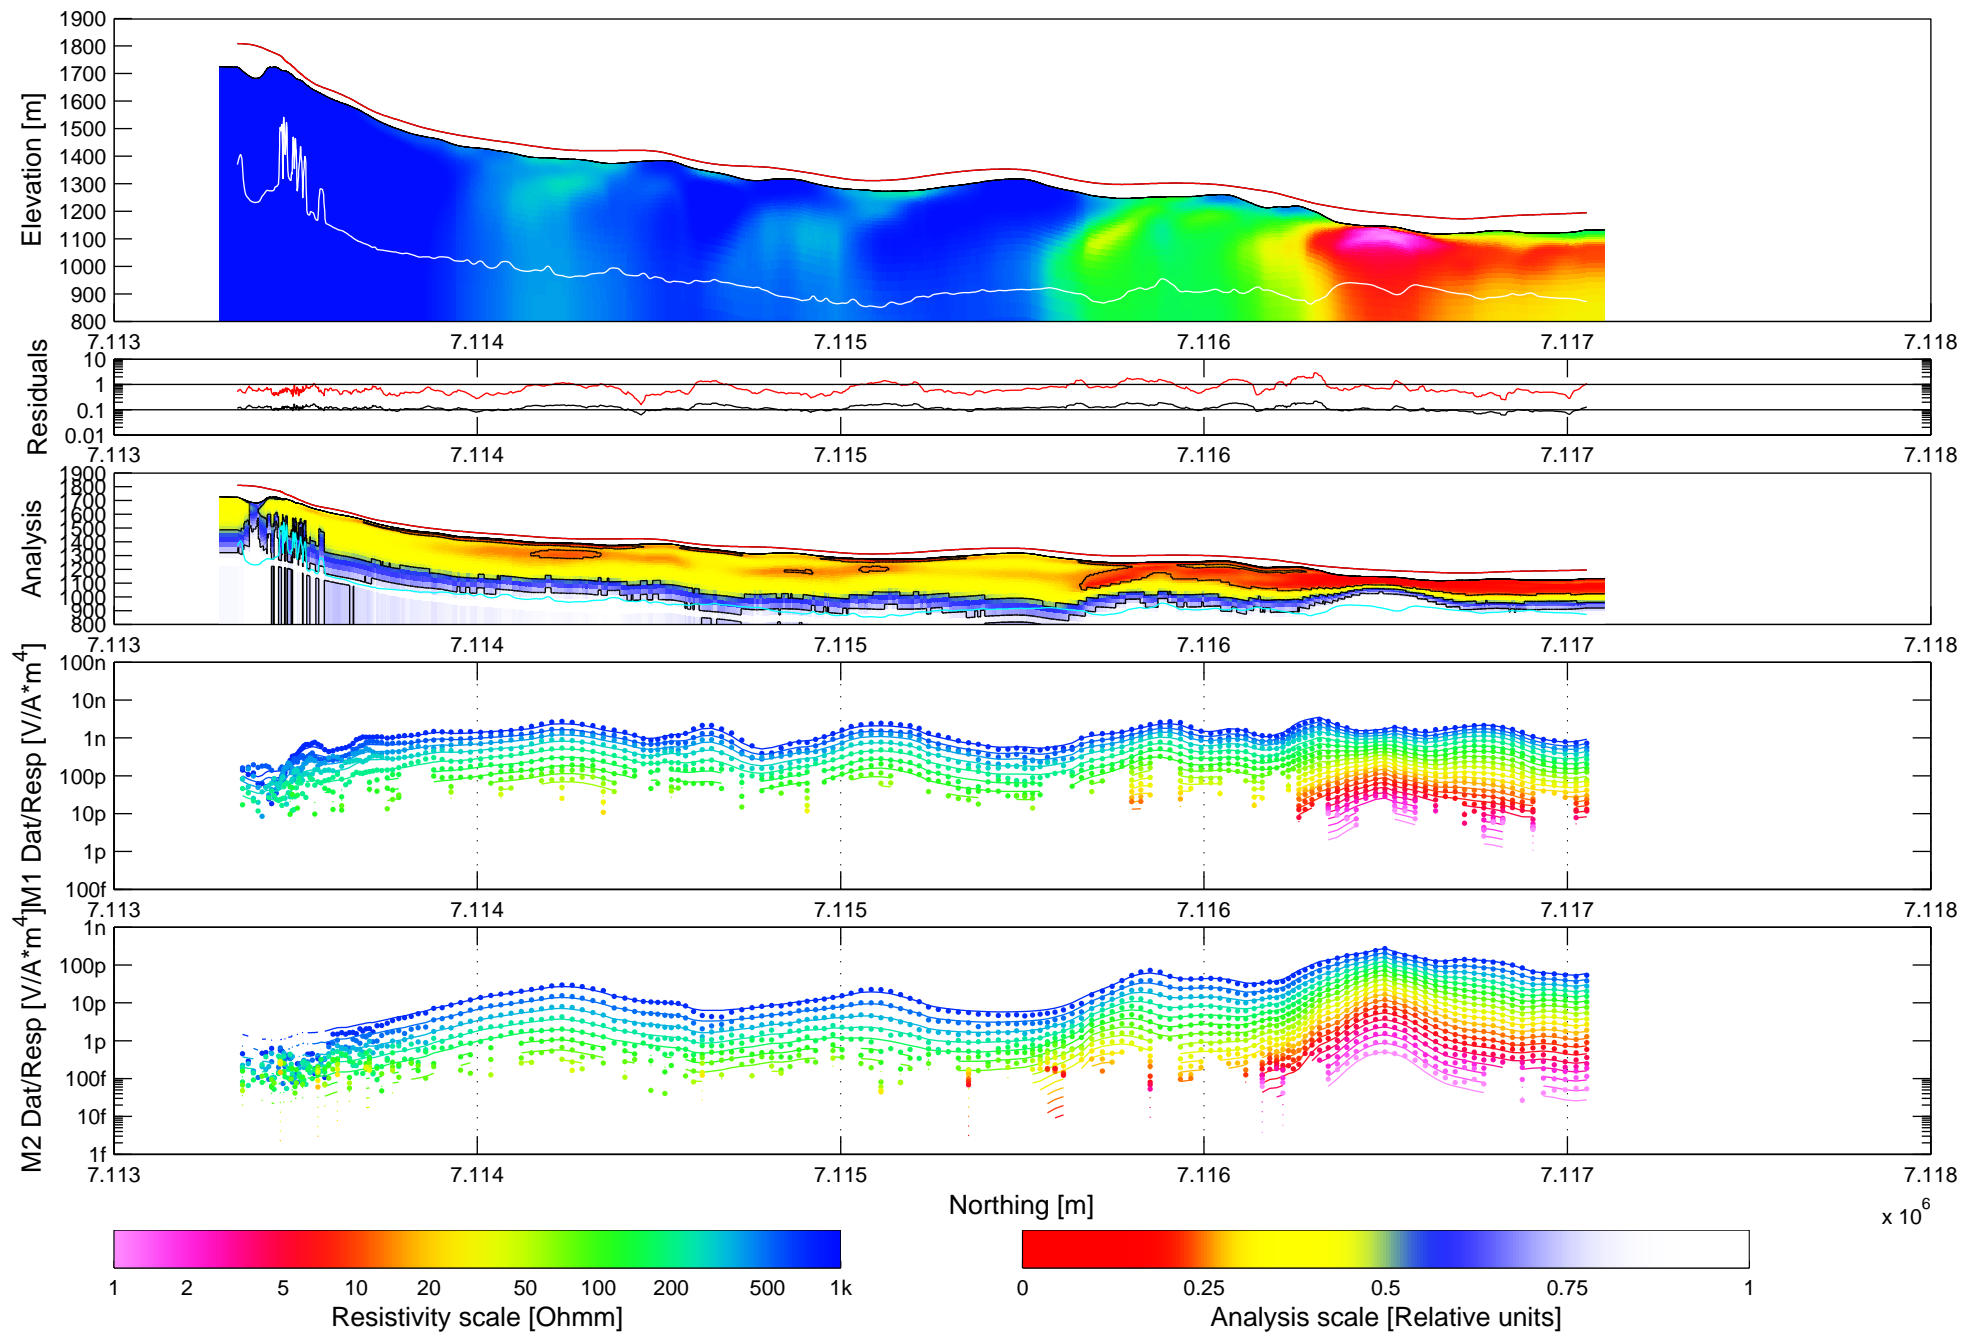 1900
1800
1700
1600
1500
1400
1300
1200
1100
1000
900
800
Elevation [m]
7.113 7.114 7.115 7.116 7.117 7.118
10
1
0.1
0.01
Residuals
7.113 7.114 7.115 7.116 7.117 7.118
1900
1800
1700
1600
1500
1400
1300
1200
1100
1000
900
800
Analysis
7.113 7.114 7.115 7.116 7.117 7.118
100n
10n
1n
100p
10p
1p
100f
M1 Dat/Resp [V/A*m^4]
7.113 7.114 7.115 7.116 7.117 7.118
1n
100p
10p
1p
100f
10f
1f
M2 Dat/Resp [V/A*m^4]
7.113 7.114 7.115 7.116 7.117 7.118
Northing [m]
x 10^6
1 2 5 10 20 50 100 200 500 1k
Resistivity scale [Ohmm]
0 0.25 0.5 0.75 1
Analysis scale [Relative units]